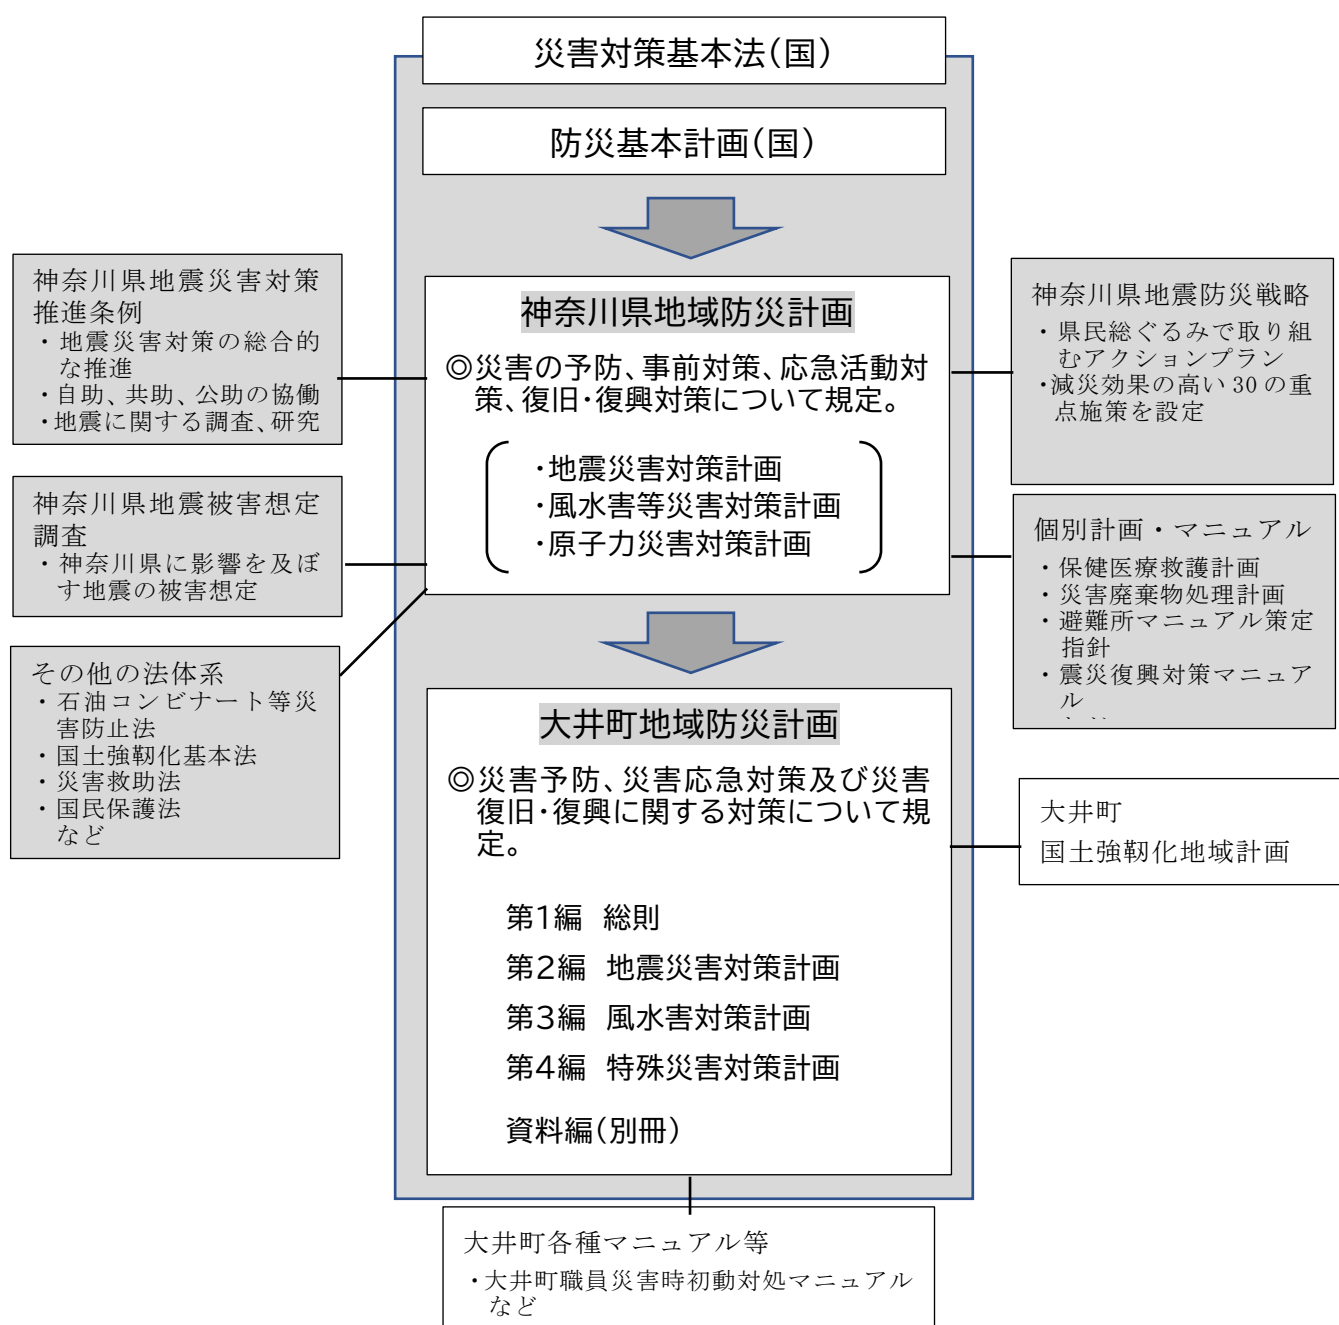 災害対策基本法(国)
防災基本計画(国)
神奈川県地震災害対策
推進条例
・地震災害対策の総合的
な推進
・自助、共助、公助の協働
・地震に関する調査、研究
神奈川県地震被害想定
調査
・神奈川県に影響を及ぼ
す地震の被害想定
その他の法体系
・石油コンビナート等災
害防止法
・国土強靭化基本法
・災害救助法
・国民保護法
など
神奈川県地域防災計画
◎災害の予防、事前対策、応急活動対
策、復旧・復興対策について規定。
・地震災害対策計画
・風水害等災害対策計画
・原子力災害対策計画
神奈川県地震防災戦略
・県民総ぐるみで取り組
むアクションプラン
・減災効果の高い30の重
点施策を設定
個別計画・マニュアル
・保健医療救護計画
・災害廃棄物処理計画
・避難所マニュアル策定
指針
・震災復興対策マニュア
ル
大井町地域防災計画
◎災害予防、災害応急対策及び災害
復旧・復興に関する対策について規
定。
第1編 総則
第2編 地震災害対策計画
第3編 風水害対策計画
第4編 特殊災害対策計画
資料編(別冊)
大井町
国土強靭化地域計画
大井町各種マニュアル等
・大井町職員災害時初動対処マニュアル
など